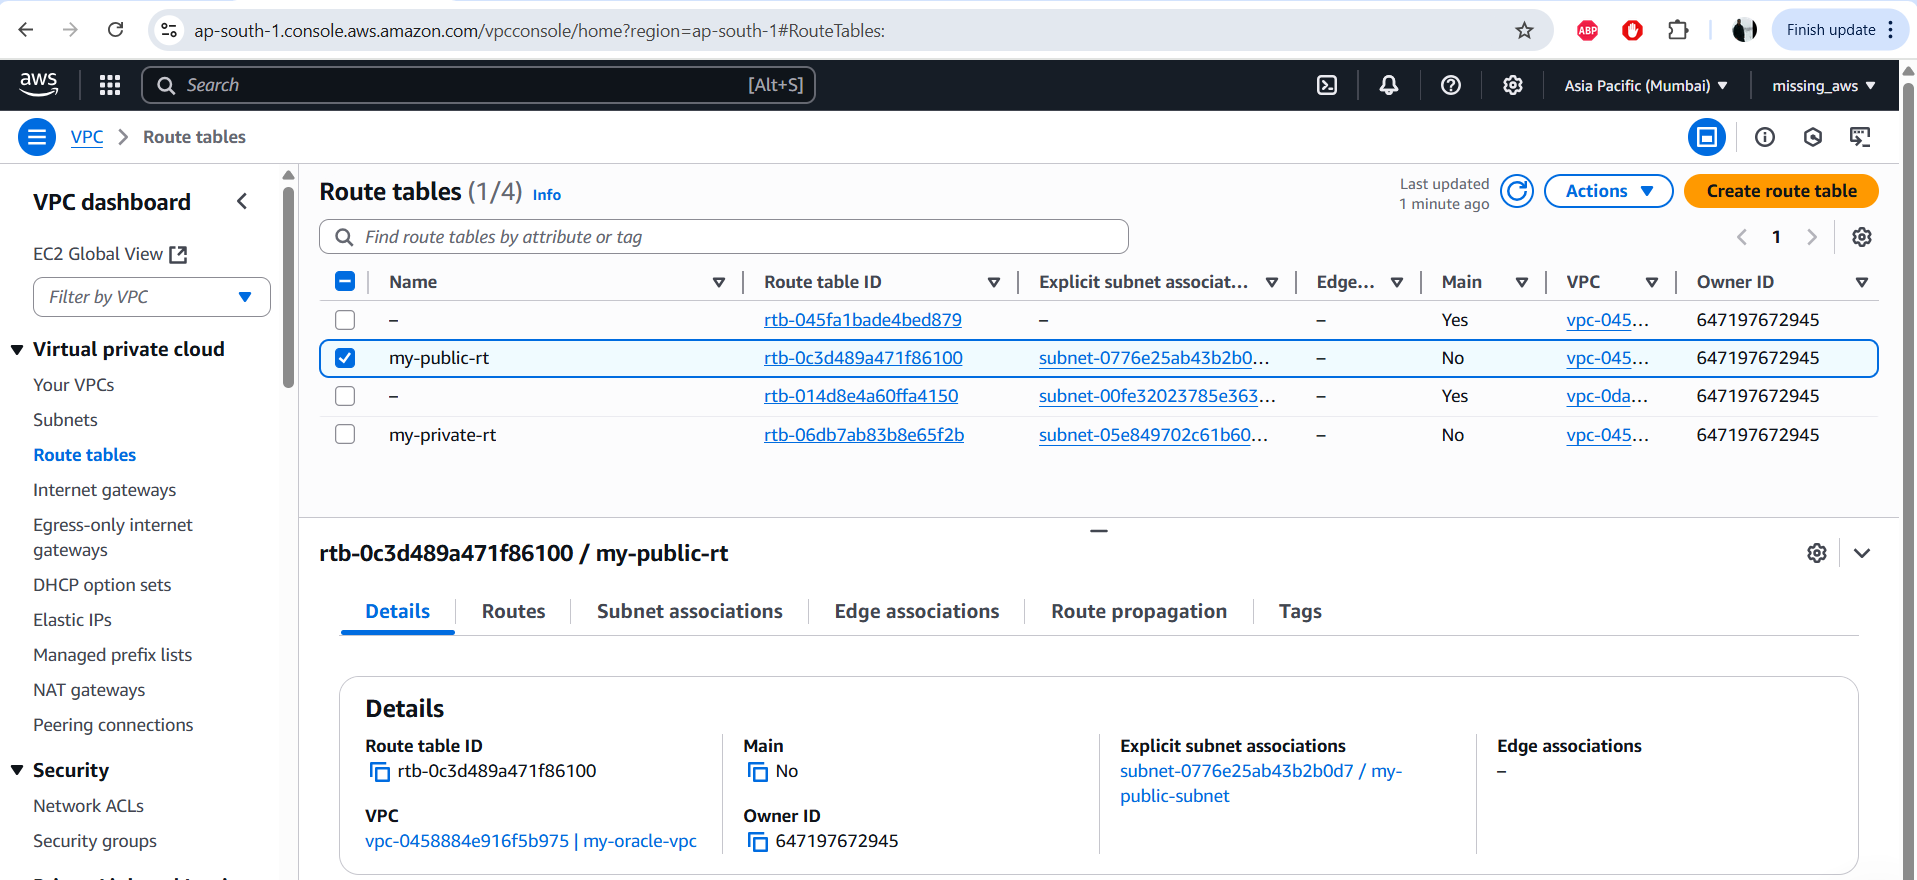 ap-south-1.console.aws.amazon.com/vpcconsole/home?region=ap-south-1#RouteTables:
ABP
Finish update
aws
Search
[Alt+S]
Asia Pacific (Mumbai)
missing_aws
VPC
Route tables
VPC dashboard
EC2 Global View
Filter by VPC
Virtual private cloud
Your VPCs
Subnets
Route tables
Internet gateways
Egress-only internet
gateways
DHCP option sets
Elastic IPs
Managed prefix lists
NAT gateways
Peering connections
Security
Network ACLs
Security groups
Route tables (1/4) Info
Last updated
1 minute ago
Actions
Create route table
Find route tables by attribute or tag
1
Name Route table ID Explicit subnet associat... Edge... Main VPC Owner ID
– rtb-045fa1bade4bed879 – – Yes vpc-045... 647197672945
my-public-rt rtb-0c3d489a471f86100 subnet-0776e25ab43b2b0... – No vpc-045... 647197672945
– rtb-014d8e4a60ffa4150 subnet-00fe32023785e363... – Yes vpc-0da... 647197672945
my-private-rt rtb-06db7ab83b8e65f2b subnet-05e849702c61b60... – No vpc-045... 647197672945
rtb-0c3d489a471f86100 / my-public-rt
Details Routes Subnet associations Edge associations Route propagation Tags
Details
Route table ID
rtb-0c3d489a471f86100
VPC
vpc-0458884e916f5b975 | my-oracle-vpc
Main
No
Owner ID
647197672945
Explicit subnet associations
subnet-0776e25ab43b2b0d7 / my-
public-subnet
Edge associations
–